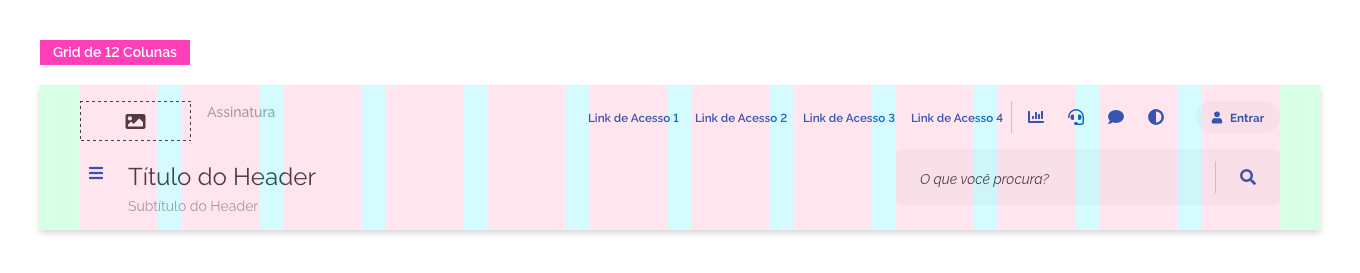 Grid de 12 Colunas
Assinatura
Link de Acesso 1 Link de Acesso 2 Link de Acesso 3 Link de Acesso 4 Entrar
Título do Header
O que você procura?
Subtítulo do Header